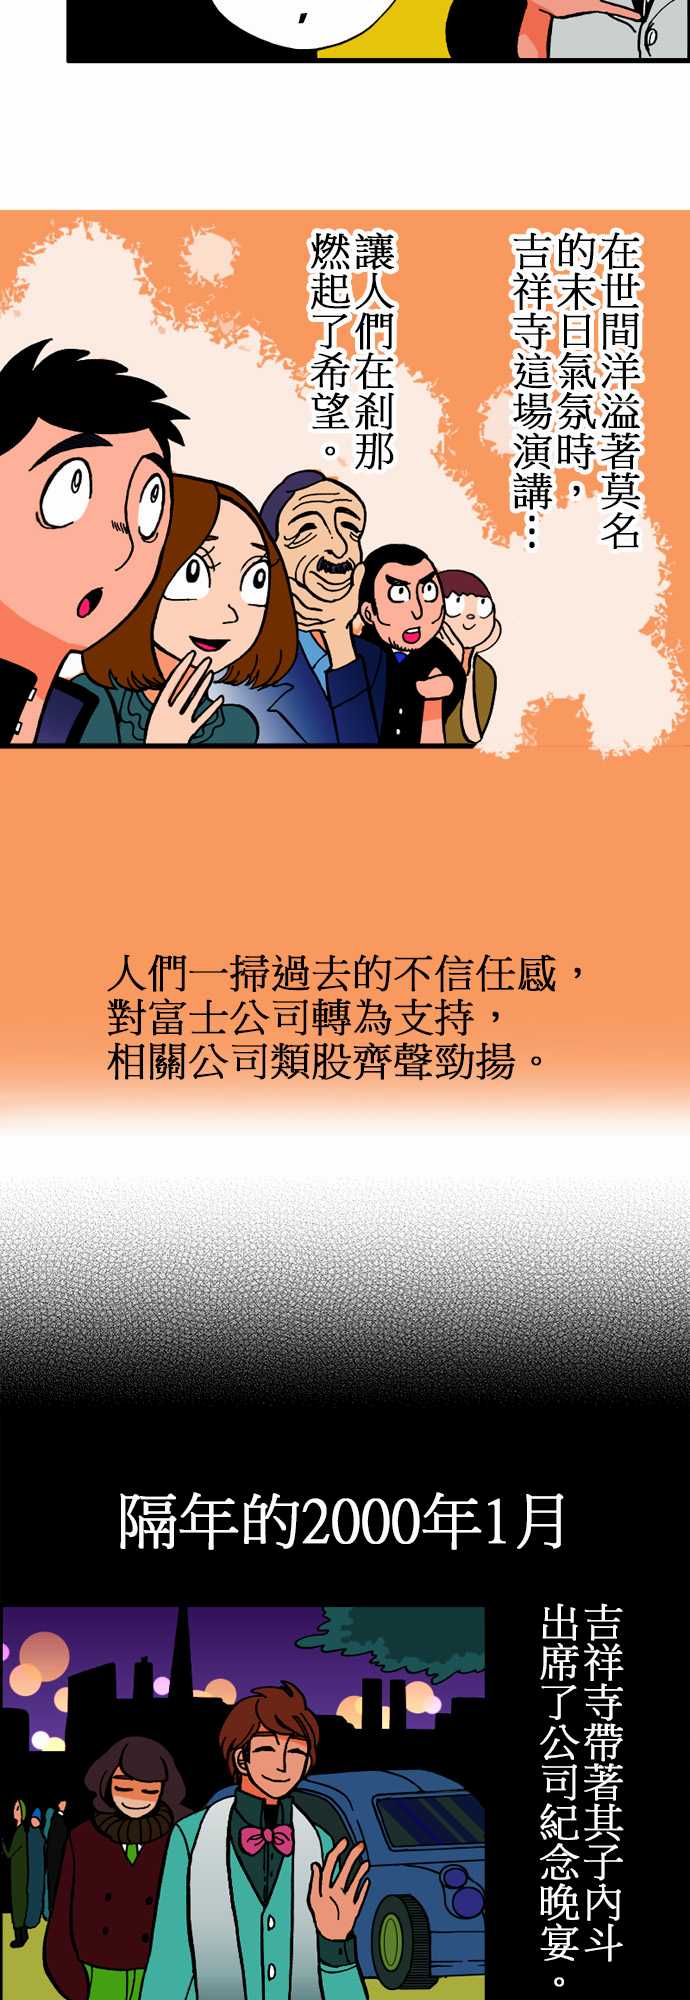 在世間洋溢著莫名
的末日氣氛時，
吉祥寺這場演講…
讓人們在剎那
燃起了希望。
人們一掃過去的不信任感，
對富士公司轉為支持，
相關公司類股齊聲勁揚。
隔年的2000年1月
吉祥寺帶著其子內斗
出席了公司紀念晚宴。